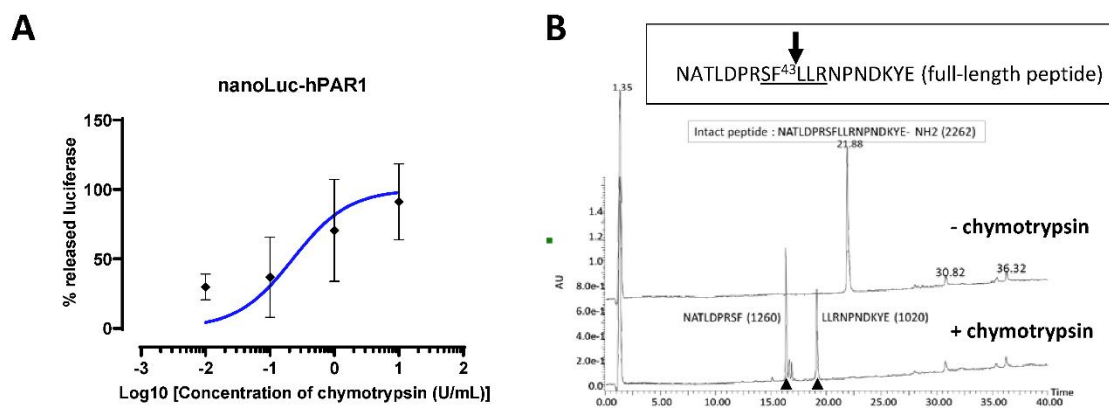 A
nanoLuc-hPAR1
% released luciferase
150
100
50
0
-3 -2 -1 0 1 2
Log10 [Concentration of chymotrypsin (U/mL)]
B
NATLDPRSF⁴³LLRNPNDKYE (full-length peptide)
1.35
Intact peptide : NATLDPRSFLLRNPNDKYE- NH2 (2262)
21.88
- chymotrypsin
30.82 36.32
NATLDPRSF (1260) LLRNPNDKYE (1020)
+ chymotrypsin
AU
1.4
1.2
1.0
8.0e-1
6.0e-1
4.0e-1
2.0e-1
0.0
0.00 5.00 10.00 15.00 20.00 25.00 30.00 35.00 40.00
Time